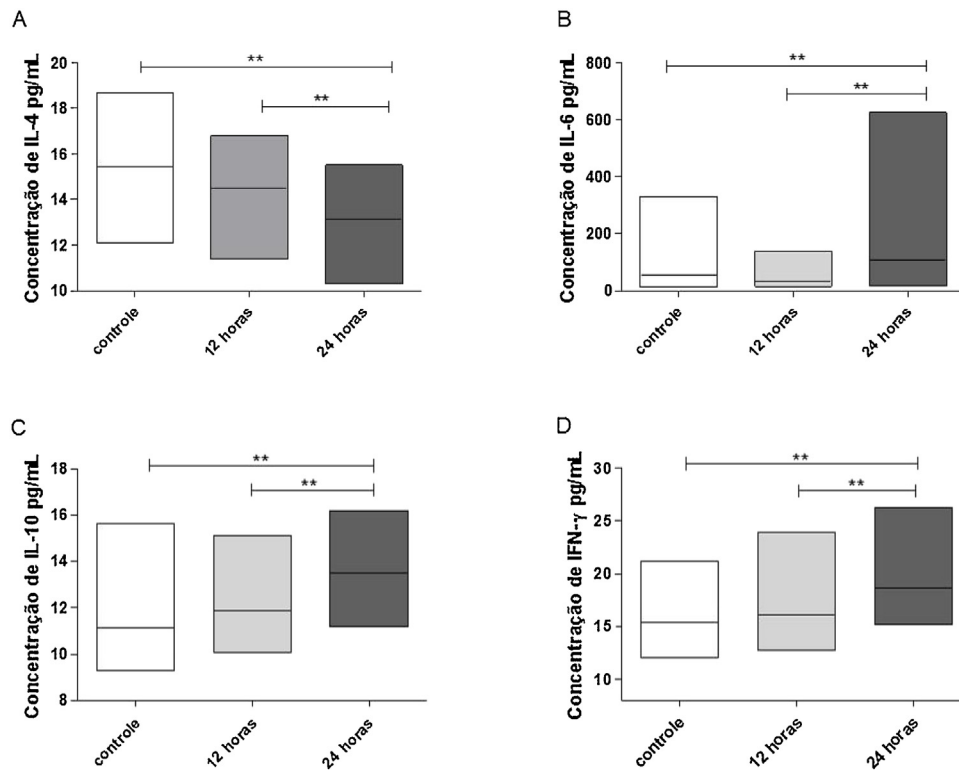 A
Concentração de IL-4 pg/mL
20
18
16
14
12
10
**
**
controle
12 horas
24 horas
B
Concentração de IL-6 pg/mL
800
600
400
200
0
**
**
controle
12 horas
24 horas
C
Concentração de IL-10 pg/mL
18
16
14
12
10
8
**
**
controle
12 horas
24 horas
D
Concentração de IFN-γ pg/mL
30
25
20
15
10
**
**
controle
12 horas
24 horas